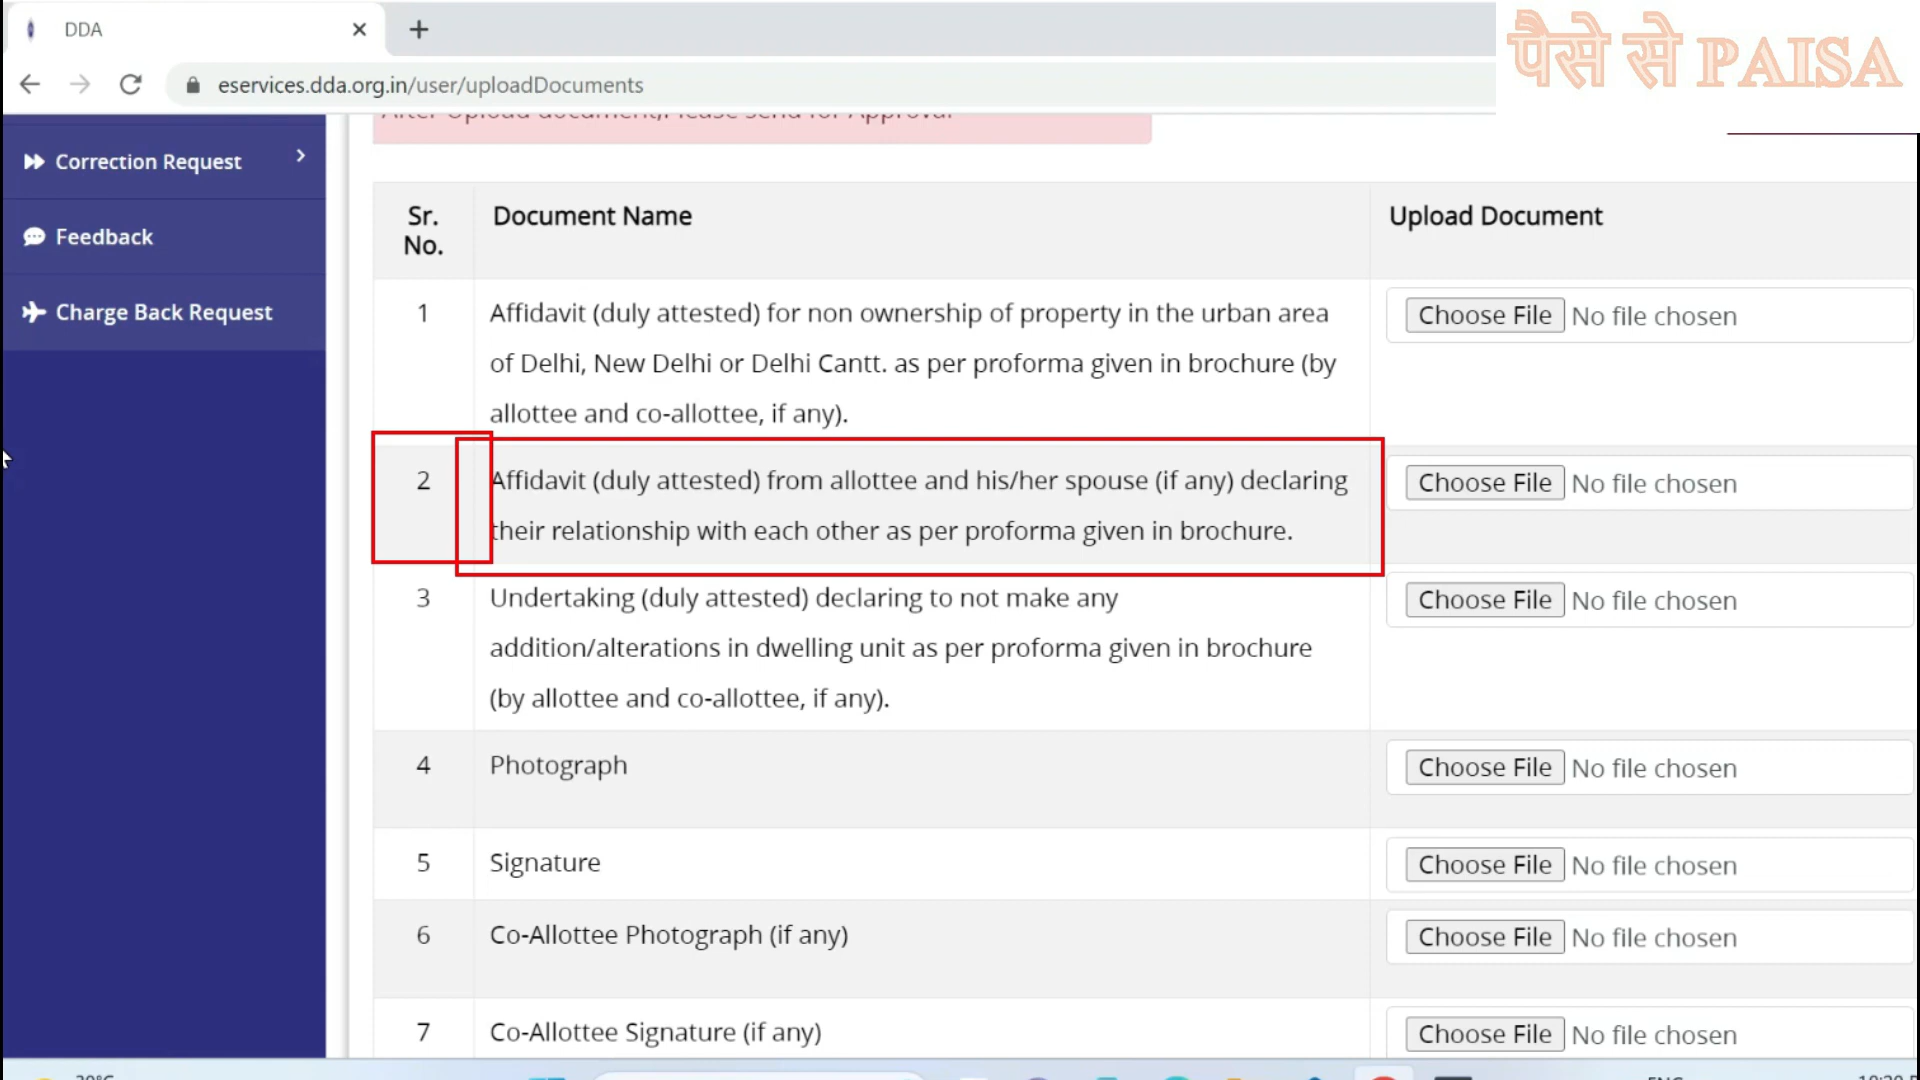 DDA
पैसे से PAISA
eservices.dda.org.in/user/uploadDocuments
After Upload document,Please send for Approval
Correction Request
Feedback
Charge Back Request
Sr. No.
Document Name
Upload Document
1
Affidavit (duly attested) for non ownership of property in the urban area
of Delhi, New Delhi or Delhi Cantt. as per proforma given in brochure (by
allottee and co-allottee, if any).
Choose File No file chosen
2
Affidavit (duly attested) from allottee and his/her spouse (if any) declaring
their relationship with each other as per proforma given in brochure.
Choose File No file chosen
3
Undertaking (duly attested) declaring to not make any
addition/alterations in dwelling unit as per proforma given in brochure
(by allottee and co-allottee, if any).
Choose File No file chosen
4
Photograph
Choose File No file chosen
5
Signature
Choose File No file chosen
6
Co-Allottee Photograph (if any)
Choose File No file chosen
7
Co-Allottee Signature (if any)
Choose File No file chosen